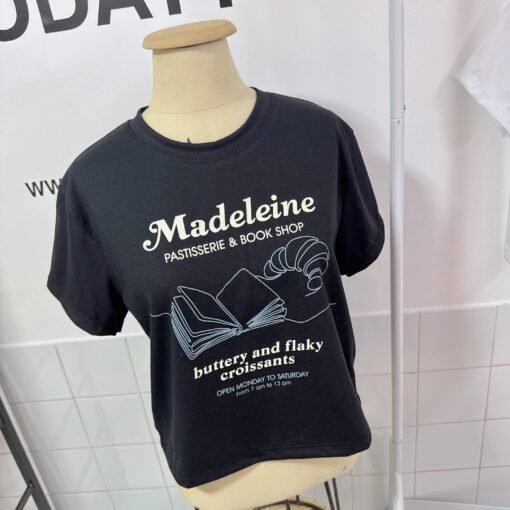 Madeleine
PASTISSERIE & BOOK SHOP
buttery and flaky
croissants
OPEN MONDAY TO SATURDAY
From 7 am to 13 pm